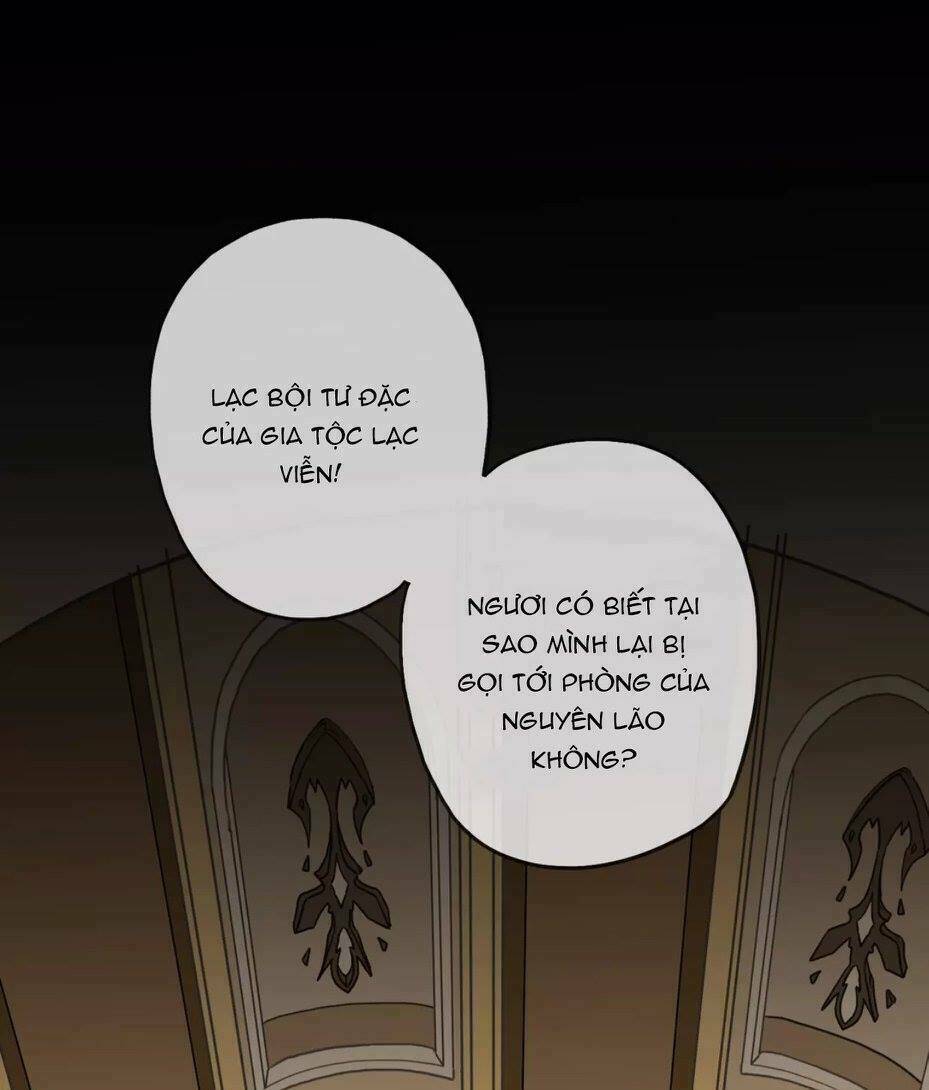 LẠC BỘI TƯ ĐẶC
CỦA GIA TỘC LẠC
VIỄN!
NGƯƠI CÓ BIẾT TẠI
SAO MÌNH LẠI BỊ
GỌI TỚI PHÒNG CỦA
NGUYÊN LÃO
KHÔNG?